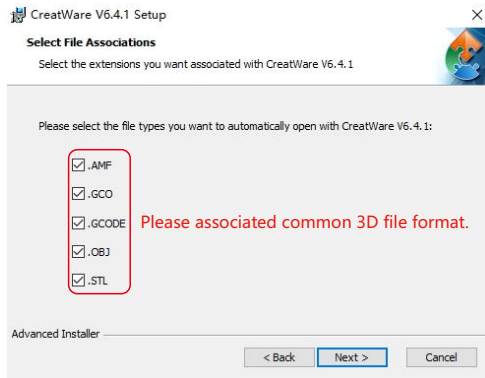 CreatWare V6.4.1 Setup
Select File Associations
Select the extensions you want associated with CreatWare V6.4.1
Please select the file types you want to automatically open with CreatWare V6.4.1:
.AMF
.GCO
.GCODE
Please associated common 3D file format.
.OBJ
.STL
Advanced Installer
< Back
Next >
Cancel